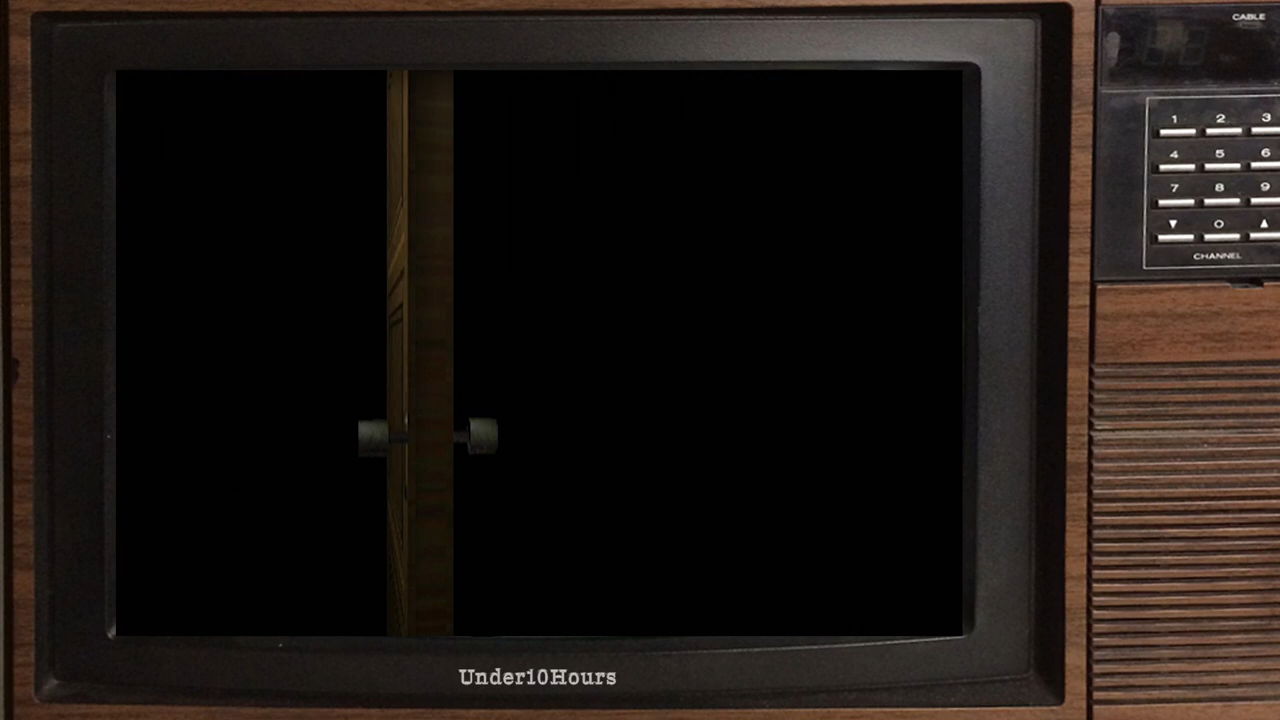 CABLE
1 2 3
4 5 6
7 8 9
▼ 0 ▲
CHANNEL
Under10Hours